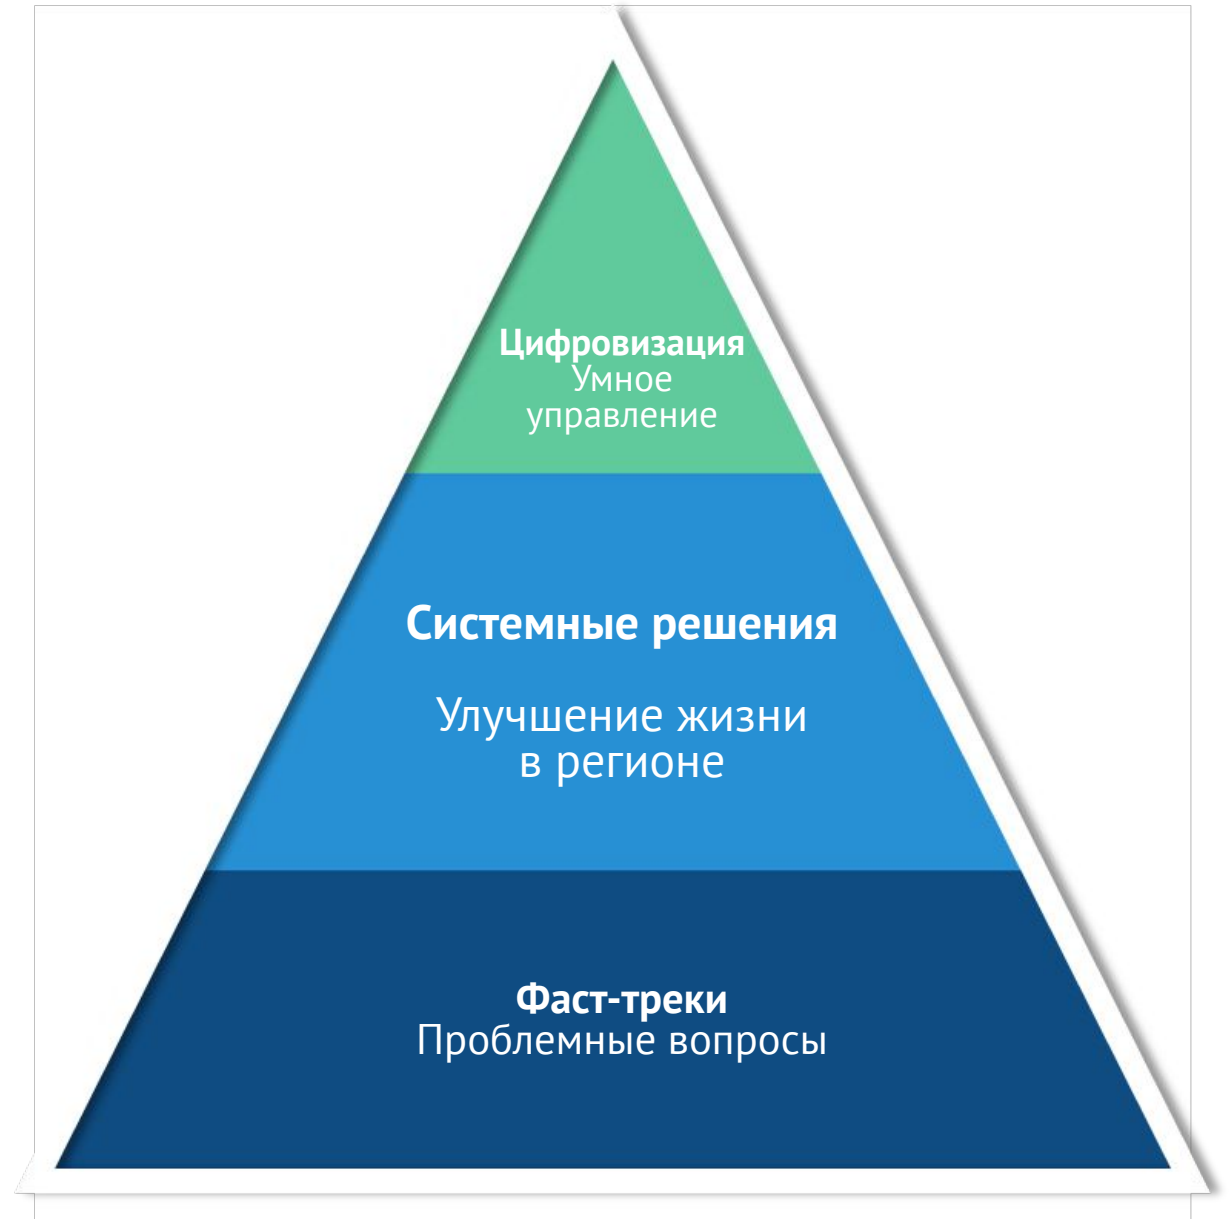 Цифровизация
Умное
управление
Системные решения
Улучшение жизни
в регионе
Фаст-треки
Проблемные вопросы